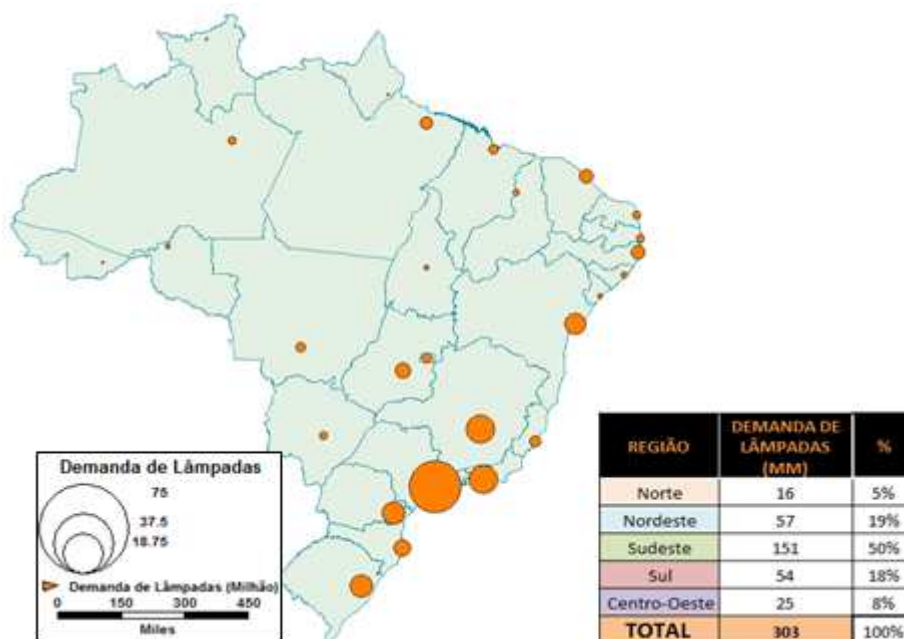 REGIÃO DEMANDA DE LÂMPADAS (MM) %
Norte 16 5%
Nordeste 57 19%
Sudeste 151 50%
Sul 54 18%
Centro-Oeste 25 8%
TOTAL 303 100%
Demanda de Lâmpadas
75
37.5
18.75
Demanda de Lâmpadas (Milhão)
0 150 300 450
Miles